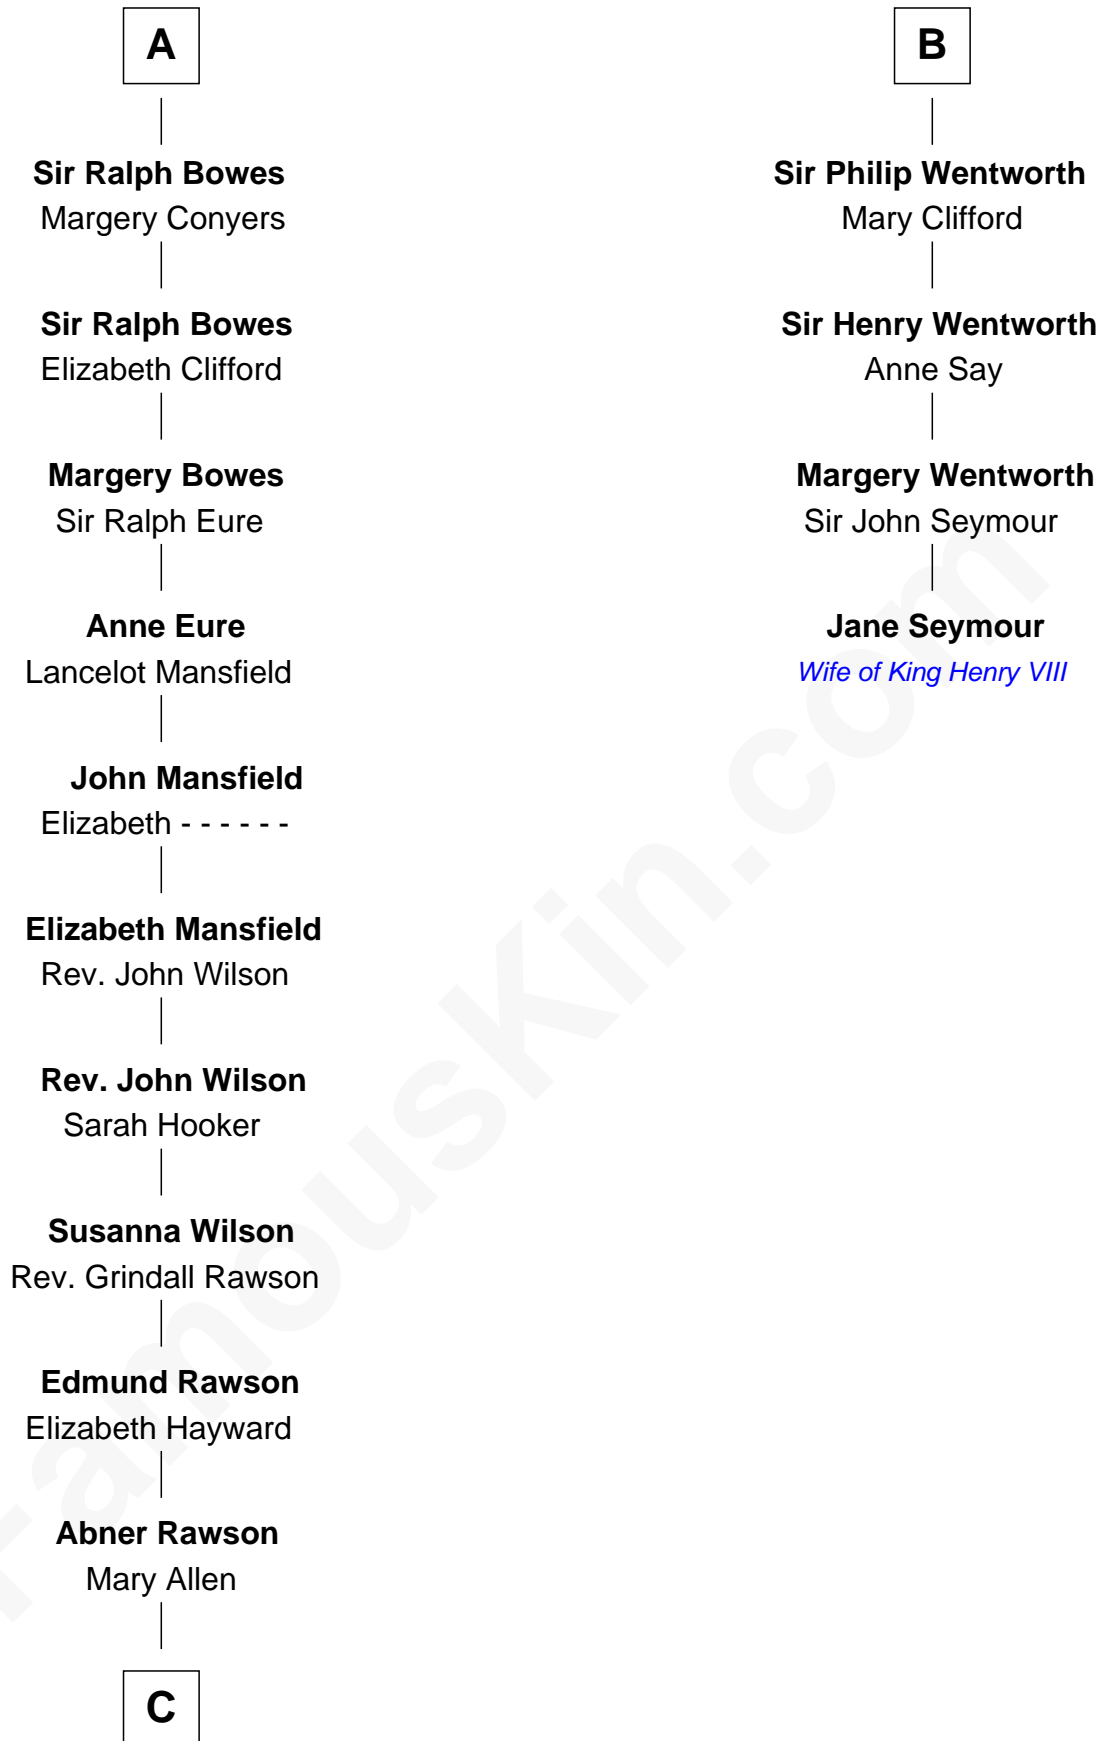 A
Sir Ralph Bowes
Margery Conyers
Sir Ralph Bowes
Elizabeth Clifford
Margery Bowes
Sir Ralph Eure
Anne Eure
Lancelot Mansfield
John Mansfield
Elizabeth - - - - - -
Elizabeth Mansfield
Rev. John Wilson
Rev. John Wilson
Sarah Hooker
Susanna Wilson
Rev. Grindall Rawson
Edmund Rawson
Elizabeth Hayward
Abner Rawson
Mary Allen
C
B
Sir Philip Wentworth
Mary Clifford
Sir Henry Wentworth
Anne Say
Margery Wentworth
Sir John Seymour
Jane Seymour
Wife of King Henry VIII
FamousKin.com